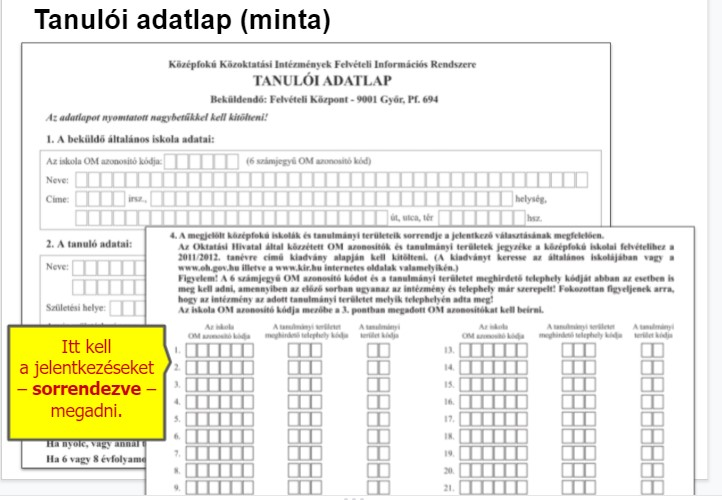 Tanulói adatlap (minta)
Középfokú Közoktatási Intézmények Felvételi Információs Rendszere
TANULÓI ADATLAP
Beküldendő: Felvételi Központ - 9001 Győr, Pf. 694
Az adatlapot nyomtatott nagybetűkkel kell kitölteni!
1. A beküldő általános iskola adatai:
Az iskola OM azonosító kódja: (6 számjegyű OM azonosító kód)
Neve:
Címe: irsz., helység,
út, utca, tér hsz.
2. A tanuló adatai:
Neve:
Születési helye:
4. A megjelölt középfokú iskolák és tanulmányi területeik sorrendje a jelentkező választásának megfelelően.
Az Oktatási Hivatal által közzétett OM azonosítók és tanulmányi területek jegyzéke a középfokú iskolai felvételihez a
2011/2012. tanévre című kiadvány alapján kell kitölteni. (A kiadványt keresse az általános iskolájában vagy a
www.oh.gov.hu illetve a www.kir.hu internetes oldalak valamelyikén.)
Figyelem! A 6 számjegyű OM azonosító kódot és a tanulmányi területet meghirdető telephely kódját abban az esetben is
meg kell adni, amennyiben az előző sorban ugyanaz az intézmény és telephely már szerepelt! Fokozottan figyeljenek arra,
hogy az intézmény az adott tanulmányi területet melyik telephelyén adta meg!
Az iskola OM azonosító kódja mezőbe a 3. pontban megadott OM azonosítókat kell beírni.
Az iskola A tanulmányi területet A tanulmányi Az iskola A tanulmányi területet A tanulmányi
OM azonosító kódja meghirdető telephely kódja terület kódja OM azonosító kódja meghirdető telephely kódja terület kódja
1. 13.
2. 14.
3. 15.
4. 16.
5. 17.
6. 18.
7. 19.
8. 20.
9. 21.
Itt kell
a jelentkezéseket
– sorrendezve –
megadni.
Ha nyolc, vagy annál
Ha 6 vagy 8 évfolyame